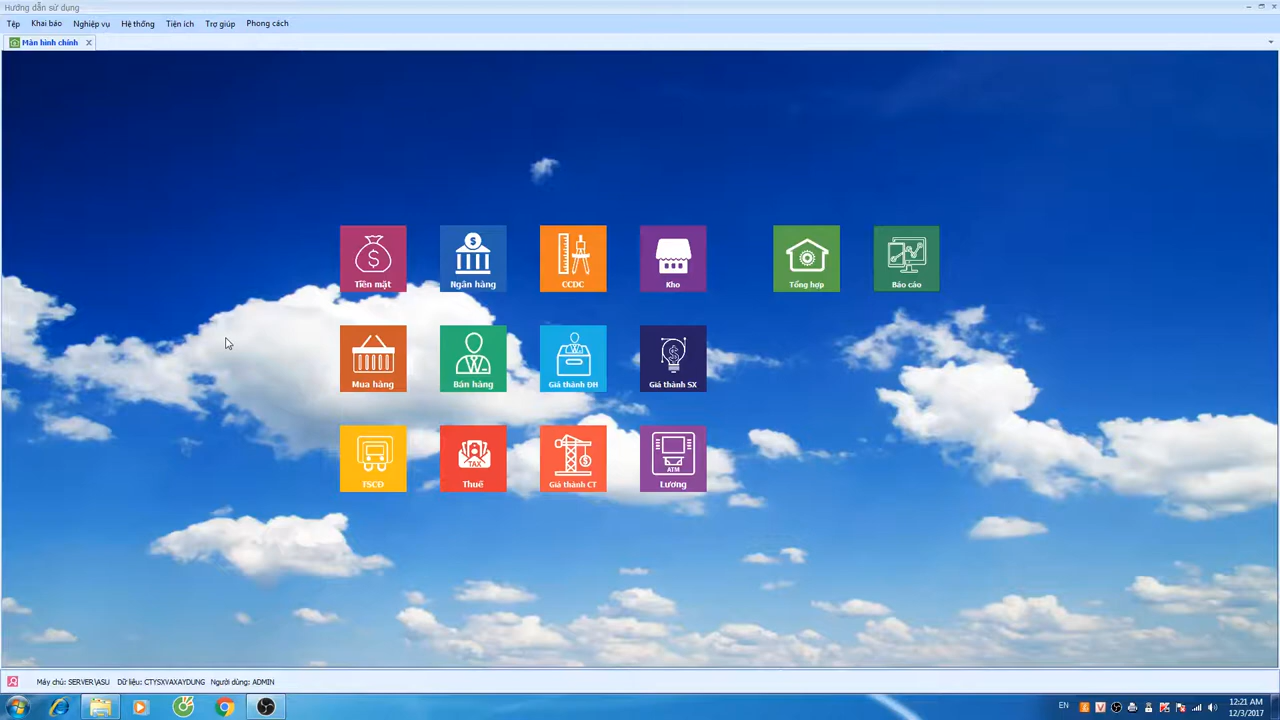 Hướng dẫn sử dụng
Tệp Khai báo Nghiệp vụ Hệ thống Tiện ích Trợ giúp Phong cách
Màn hình chính
Tiền mặt Ngân hàng CCDC Kho Tổng hợp Báo cáo
Mua hàng Bán hàng Giá thành ĐH Giá thành SX
TSCĐ TAX Thuế Giá thành CT ATM Lương
Máy chủ: SERVER\ASU Dữ liệu: CTYSXVAXAYDUNG Người dùng: ADMIN
EN 12:21 AM
12/3/2017